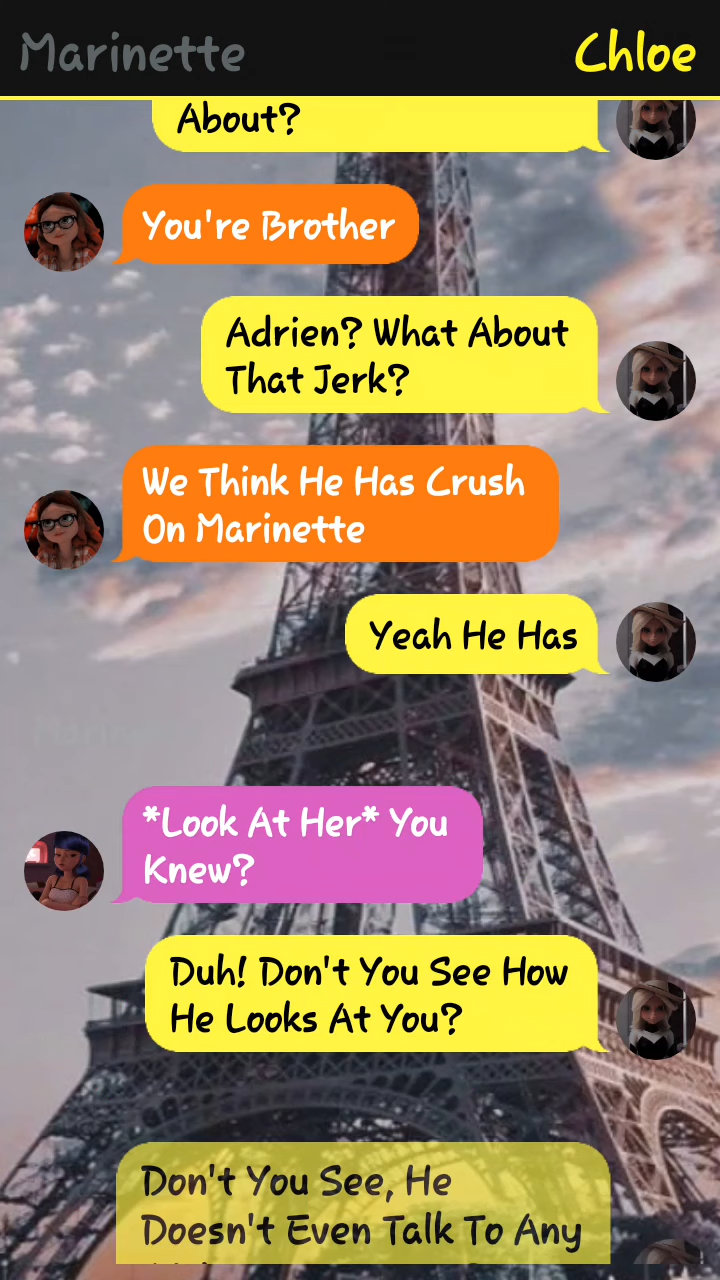 Marinette
Chloe
About?
You're Brother
Adrien? What About
That Jerk?
We Think He Has Crush
On Marinette
Yeah He Has
*Look At Her* You
Knew?
Duh! Don't You See How
He Looks At You?
Don't You See, He
Doesn't Even Talk To Any